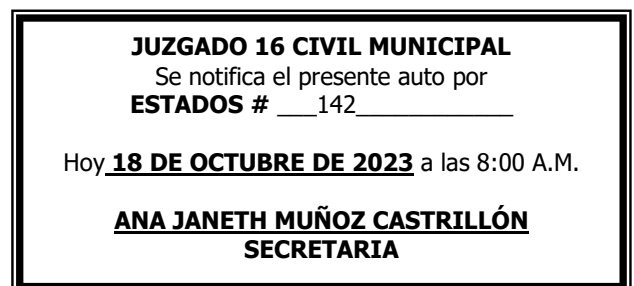 JUZGADO 16 CIVIL MUNICIPAL
Se notifica el presente auto por
ESTADOS # ___142____________
Hoy 18 DE OCTUBRE DE 2023 a las 8:00 A.M.
ANA JANETH MUÑOZ CASTRILLÓN
SECRETARIA